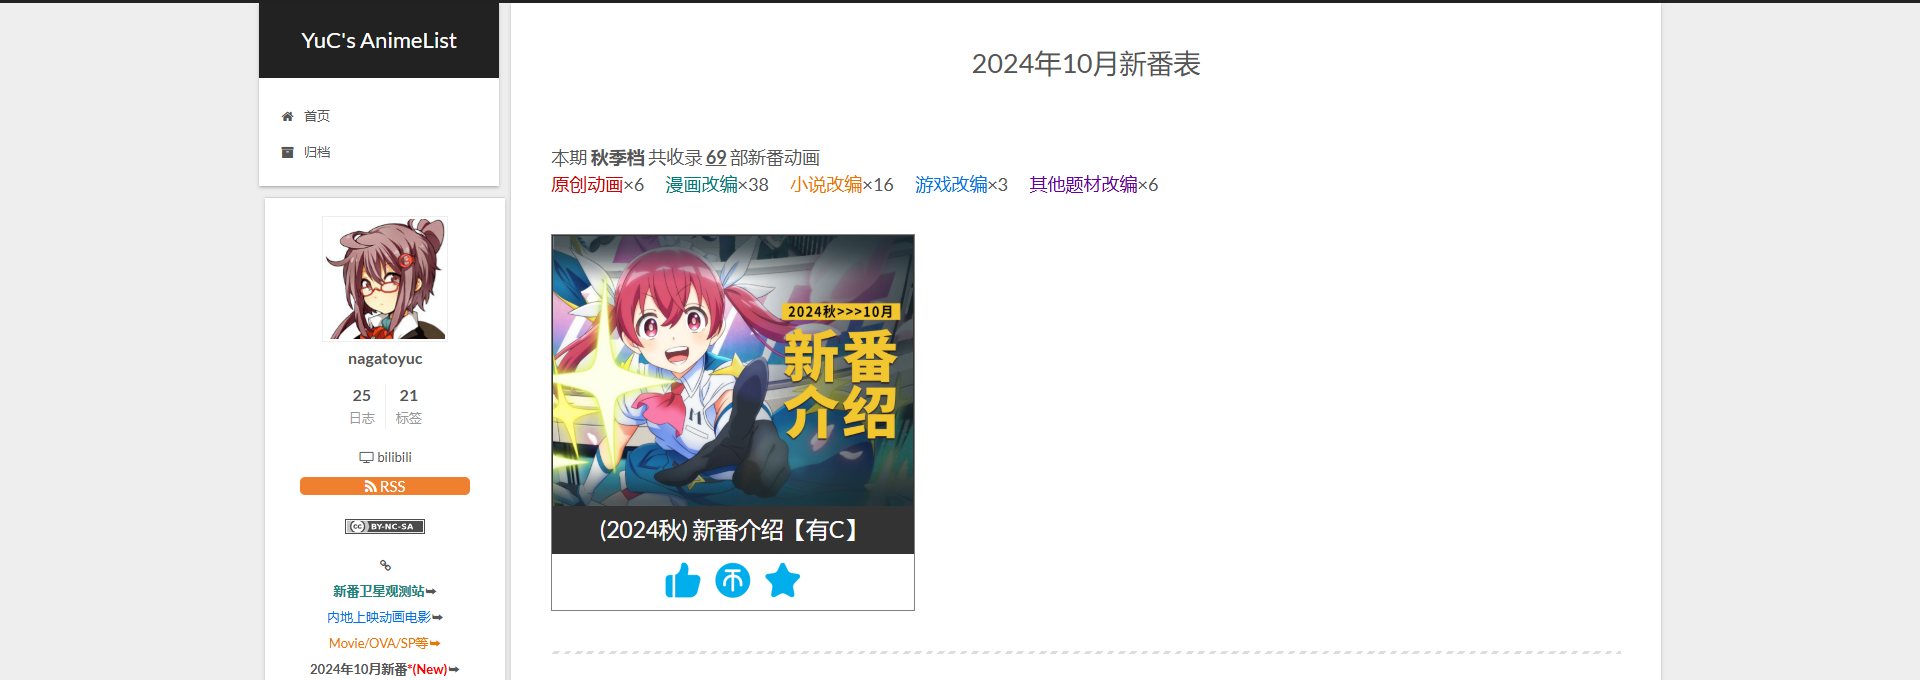 YuC's AnimeList
首页
归档
nagatoyuc
25
21
日志
标签
bilibili
RSS
cc BY-NC-SA
新番卫星观测站➥
内地上映动画电影➥
Movie/OVA/SP等➥
2024年10月新番*(New)➥
2024年10月新番表
本期 秋季档 共收录 69 部新番动画
原创动画×6 漫画改编×38 小说改编×16 游戏改编×3 其他题材改编×6
2024秋>>>10月
新番
介绍
(2024秋) 新番介绍【有C】